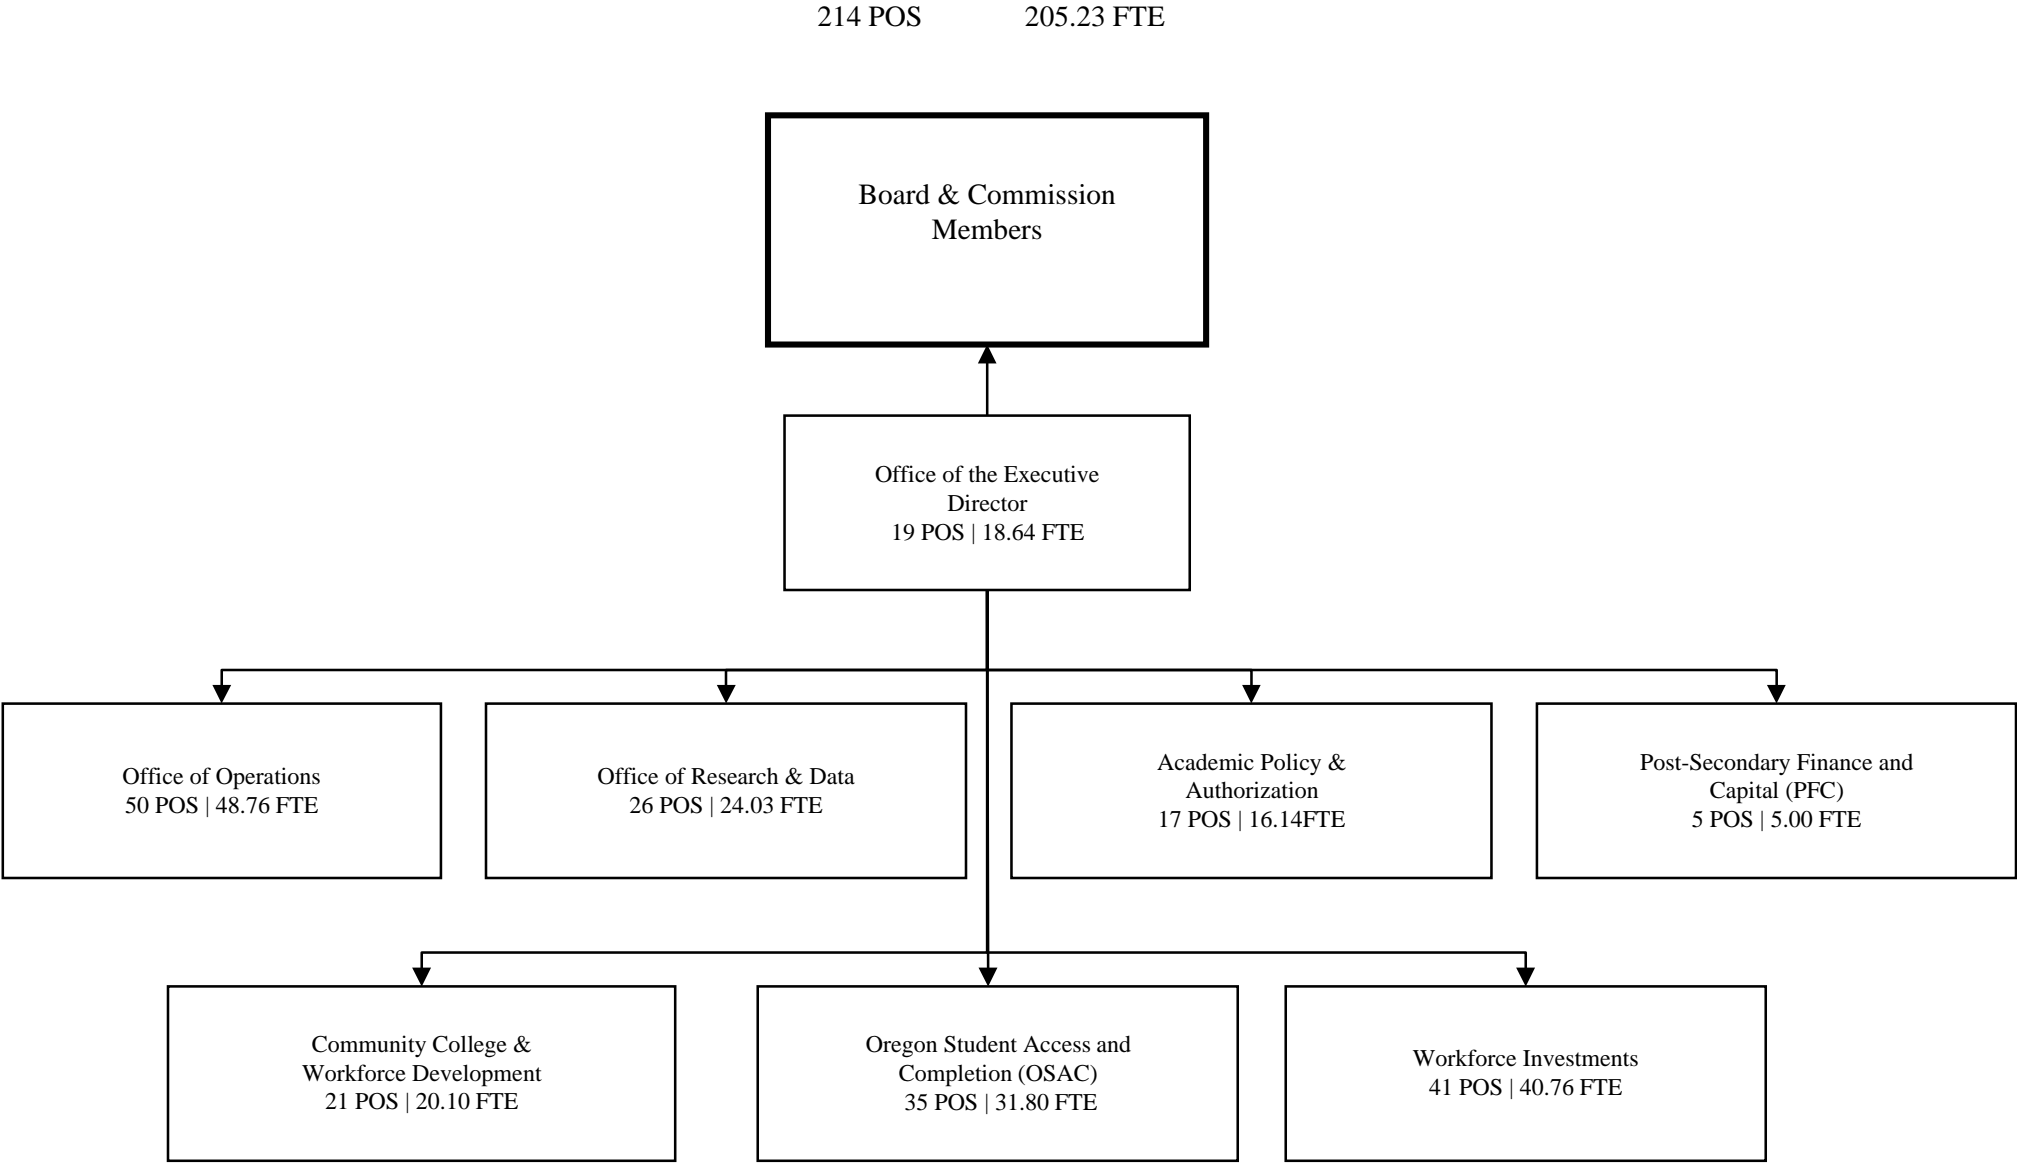 214 POS 205.23 FTE
Board & Commission
Members
Office of the Executive
Director
19 POS | 18.64 FTE
Office of Operations
50 POS | 48.76 FTE
Office of Research & Data
26 POS | 24.03 FTE
Academic Policy &
Authorization
17 POS | 16.14FTE
Post-Secondary Finance and
Capital (PFC)
5 POS | 5.00 FTE
Community College &
Workforce Development
21 POS | 20.10 FTE
Oregon Student Access and
Completion (OSAC)
35 POS | 31.80 FTE
Workforce Investments
41 POS | 40.76 FTE